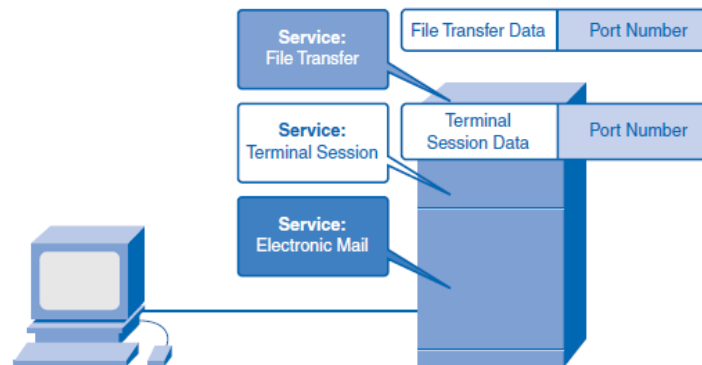 Service:
File Transfer
File Transfer Data
Port Number
Service:
Terminal Session
Terminal
Session Data
Port Number
Service:
Electronic Mail